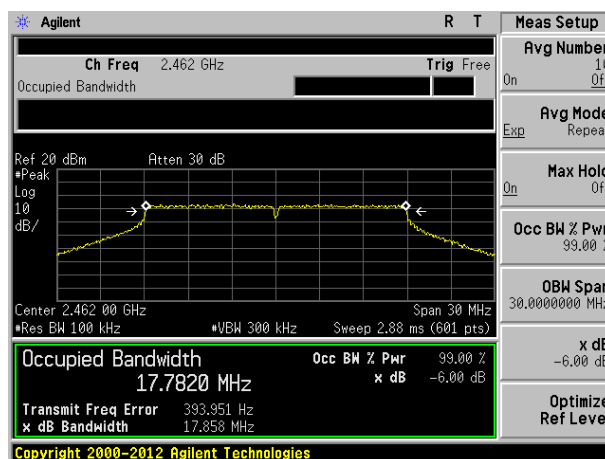 Agilent R T
Ch Freq 2.462 GHz Trig Free
Occupied Bandwidth
Ref 20 dBm Atten 30 dB
#Peak
Log
10
dB/
Center 2.462 00 GHz Span 30 MHz
#Res BW 100 kHz #VBW 300 kHz Sweep 2.88 ms (601 pts)
Occupied Bandwidth Occ BW % Pwr 99.00 %
17.7820 MHz x dB -6.00 dB
Transmit Freq Error 393.951 Hz
x dB Bandwidth 17.858 MHz
Copyright 2000-2012 Agilent Technologies
Meas Setup
Avg Number
On
Avg Mode
Exp Repea
Max Hold
On Of
Occ BW % Pwr
99.00 %
OBW Span
30.0000000 MHz
x dB
-6.00 dB
Optimize
Ref Leve